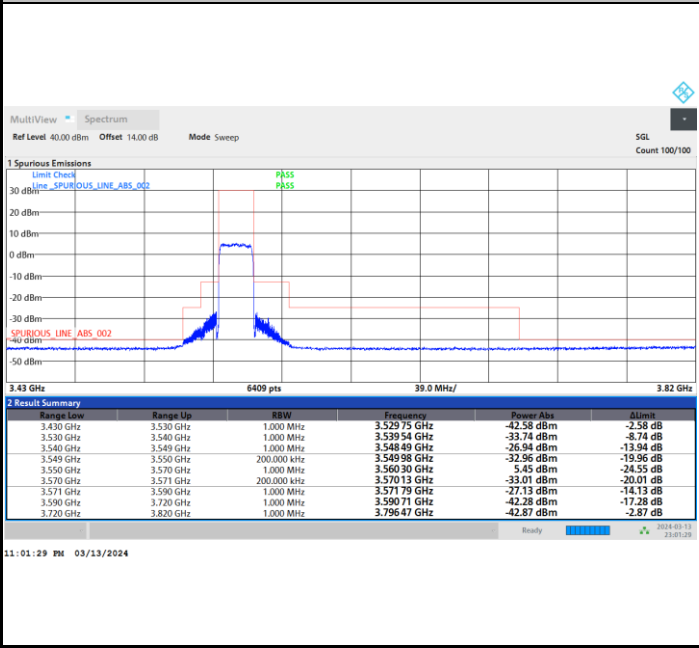 MultiView Spectrum
Ref Level 40.00 dBm Offset 14.00 dB Mode Sweep SGL
Count 100/100
1 Spurious Emissions
Limit Check PASS
Line _SPURIOUS_LINE_ABS_002 PASS
30 dBm
20 dBm
10 dBm
0 dBm
-10 dBm
-20 dBm
-30 dBm
SPURIOUS_LINE_ABS_002
-40 dBm
-50 dBm
3.43 GHz 6409 pts 39.0 MHz/ 3.82 GHz
2 Result Summary
Range Low Range Up RBW Frequency Power Abs ΔLimit
3.430 GHz 3.530 GHz 1.000 MHz 3.529 75 GHz -42.58 dBm -2.58 dB
3.530 GHz 3.540 GHz 1.000 MHz 3.539 54 GHz -33.74 dBm -8.74 dB
3.540 GHz 3.549 GHz 1.000 MHz 3.548 49 GHz -26.94 dBm -13.94 dB
3.549 GHz 3.550 GHz 200.000 kHz 3.549 98 GHz -32.96 dBm -19.96 dB
3.550 GHz 3.570 GHz 1.000 MHz 3.560 30 GHz 5.45 dBm -24.55 dB
3.570 GHz 3.571 GHz 200.000 kHz 3.570 13 GHz -33.01 dBm -20.01 dB
3.571 GHz 3.590 GHz 1.000 MHz 3.571 79 GHz -27.13 dBm -14.13 dB
3.590 GHz 3.720 GHz 1.000 MHz 3.590 71 GHz -42.28 dBm -17.28 dB
3.720 GHz 3.820 GHz 1.000 MHz 3.796 47 GHz -42.87 dBm -2.87 dB
Ready 2024-03-13
23:01:29
11:01:29 PM 03/13/2024